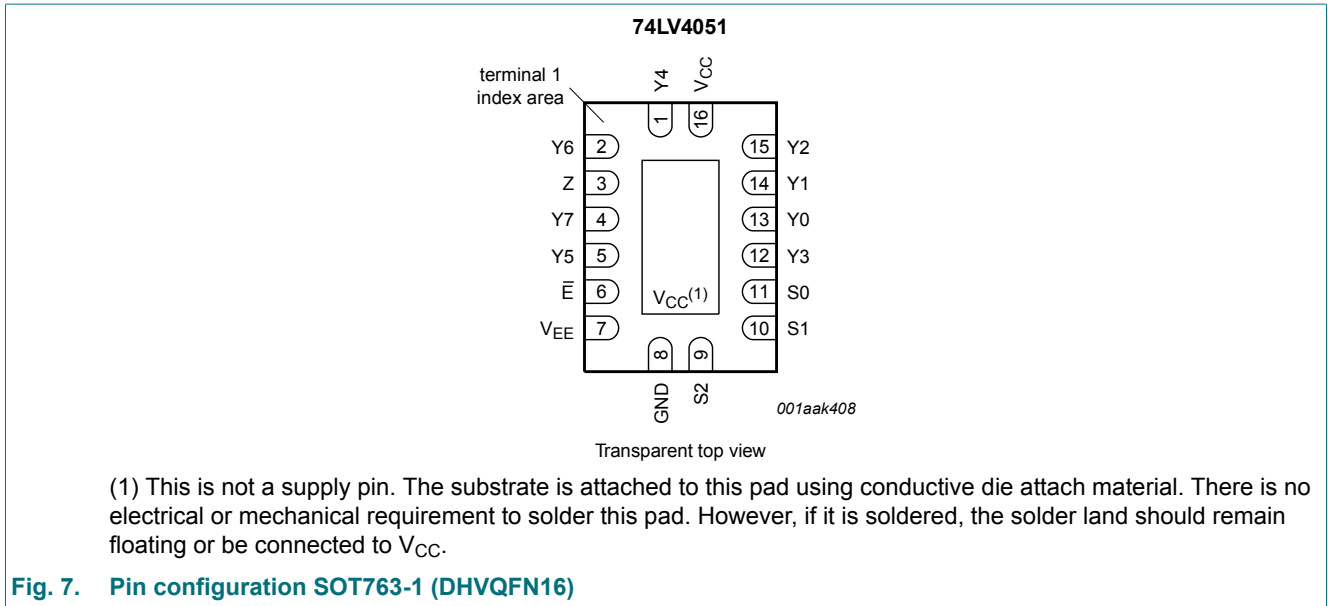 74LV4051
terminal 1
index area
Y4
VCC
1
16
Y6 2
15 Y2
Z 3
14 Y1
Y7 4
13 Y0
Y5 5
12 Y3
E̅ 6
VCC(1)
11 S0
VEE 7
10 S1
8
9
GND
S2
001aak408
Transparent top view
(1) This is not a supply pin. The substrate is attached to this pad using conductive die attach material. There is no
electrical or mechanical requirement to solder this pad. However, if it is soldered, the solder land should remain
floating or be connected to VCC.
Fig. 7. Pin configuration SOT763-1 (DHVQFN16)